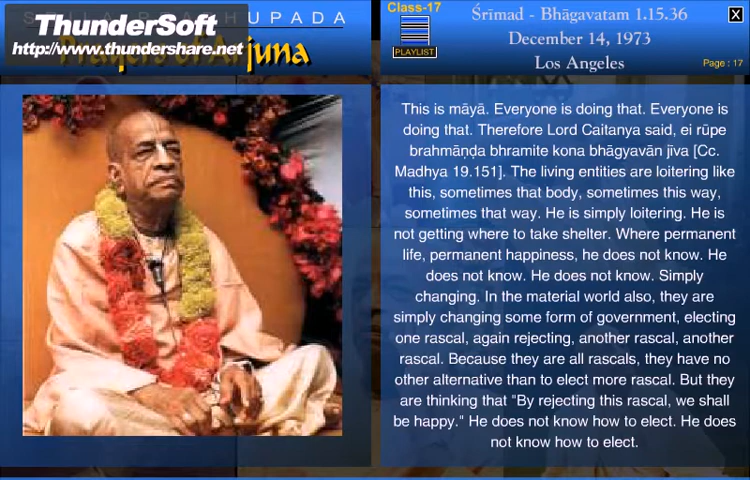 ThunderSoft
http://www.thundershare.net
HUPADA
Prayers of Arjuna
Class-17
PLAYLIST
Śrīmad - Bhāgavatam 1.15.36
December 14, 1973
Los Angeles
X
Page : 17
This is māyā. Everyone is doing that. Everyone is
doing that. Therefore Lord Caitanya said, ei rūpe
brahmāṇḍa bhramite kona bhāgyavān jīva [Cc.
Madhya 19.151]. The living entities are loitering like
this, sometimes that body, sometimes this way,
sometimes that way. He is simply loitering. He is
not getting where to take shelter. Where permanent
life, permanent happiness, he does not know. He
does not know. He does not know. Simply
changing. In the material world also, they are
simply changing some form of government, electing
one rascal, again rejecting, another rascal, another
rascal. Because they are all rascals, they have no
other alternative than to elect more rascal. But they
are thinking that "By rejecting this rascal, we shall
be happy." He does not know how to elect. He does
not know how to elect.